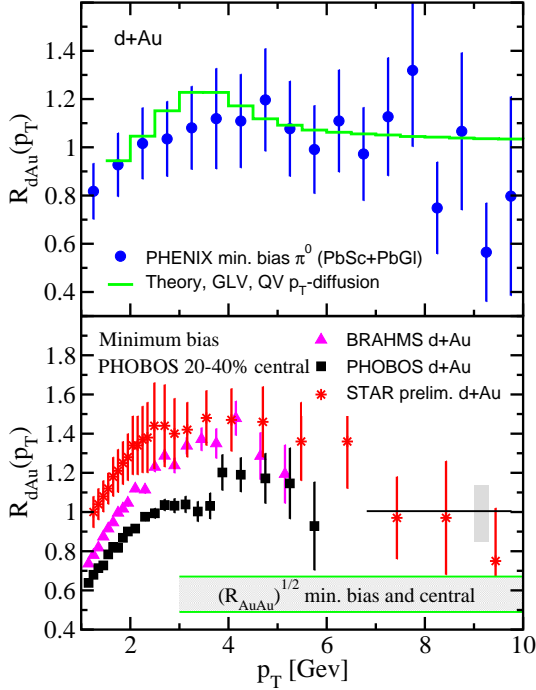 d+Au
1.4
1.2
1
0.8
0.6
0.4
R_dAu(p_T)
PHENIX min. bias π^0 (PbSc+PbGl)
Theory, GLV, QV p_T-diffusion
Minimum bias
PHOBOS 20-40% central
BRAHMS d+Au
PHOBOS d+Au
STAR prelim. d+Au
1.8
1.6
1.4
1.2
1
0.8
0.6
0.4
R_dAu(p_T)
(R_AuAu)^1/2 min. bias and central
2 4 6 8 10
p_T [Gev]